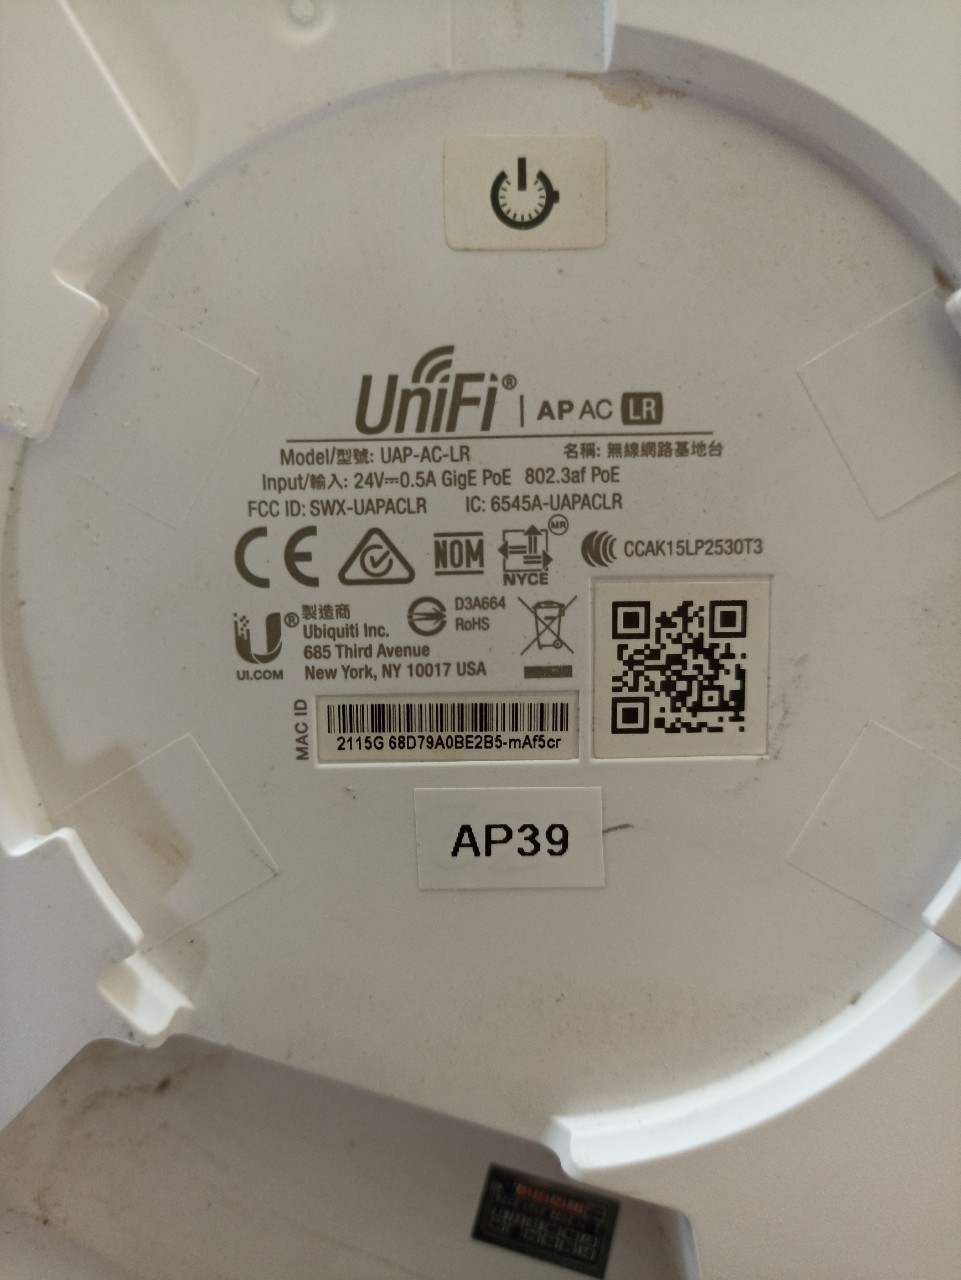 UniFi® | AP AC LR
Model/型號: UAP-AC-LR 名稱: 無線網路基地台
Input/輸入: 24V⎓0.5A GigE PoE 802.3af PoE
FCC ID: SWX-UAPACLR IC: 6545A-UAPACLR
CE NOM NYCE MR CCAK15LP2530T3
U® UI.COM
製造商
Ubiquiti Inc.
685 Third Avenue
New York, NY 10017 USA
D3A664
RoHS
MAC ID
2115G 68D79A0BE2B5-mAf5cr
AP39